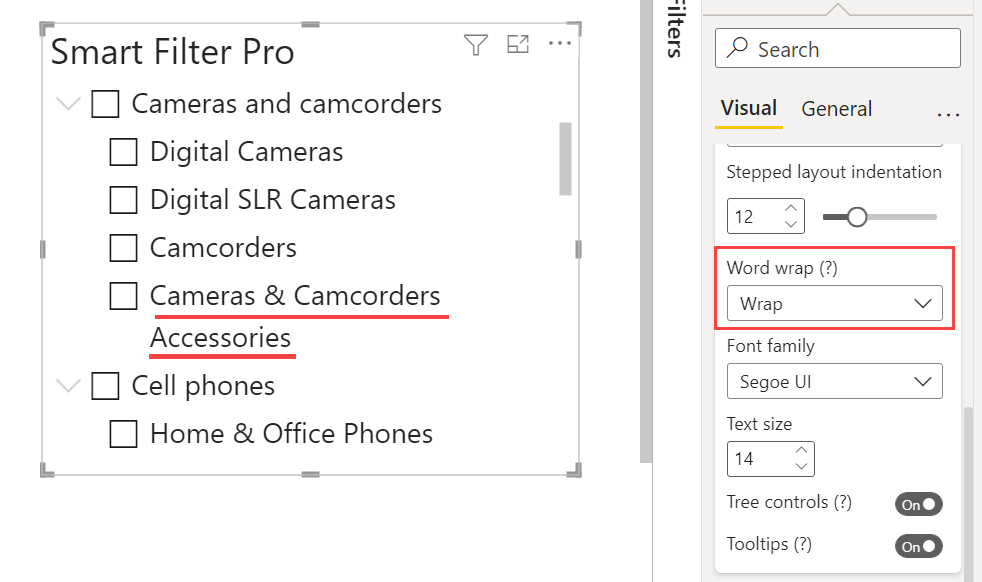 Smart Filter Pro
Cameras and camcorders
Digital Cameras
Digital SLR Cameras
Camcorders
Cameras & Camcorders
Accessories
Cell phones
Home & Office Phones
Filters
Search
Visual General ...
Stepped layout indentation
12
Word wrap (?)
Wrap
Font family
Segoe UI
Text size
14
Tree controls (?) On
Tooltips (?) On